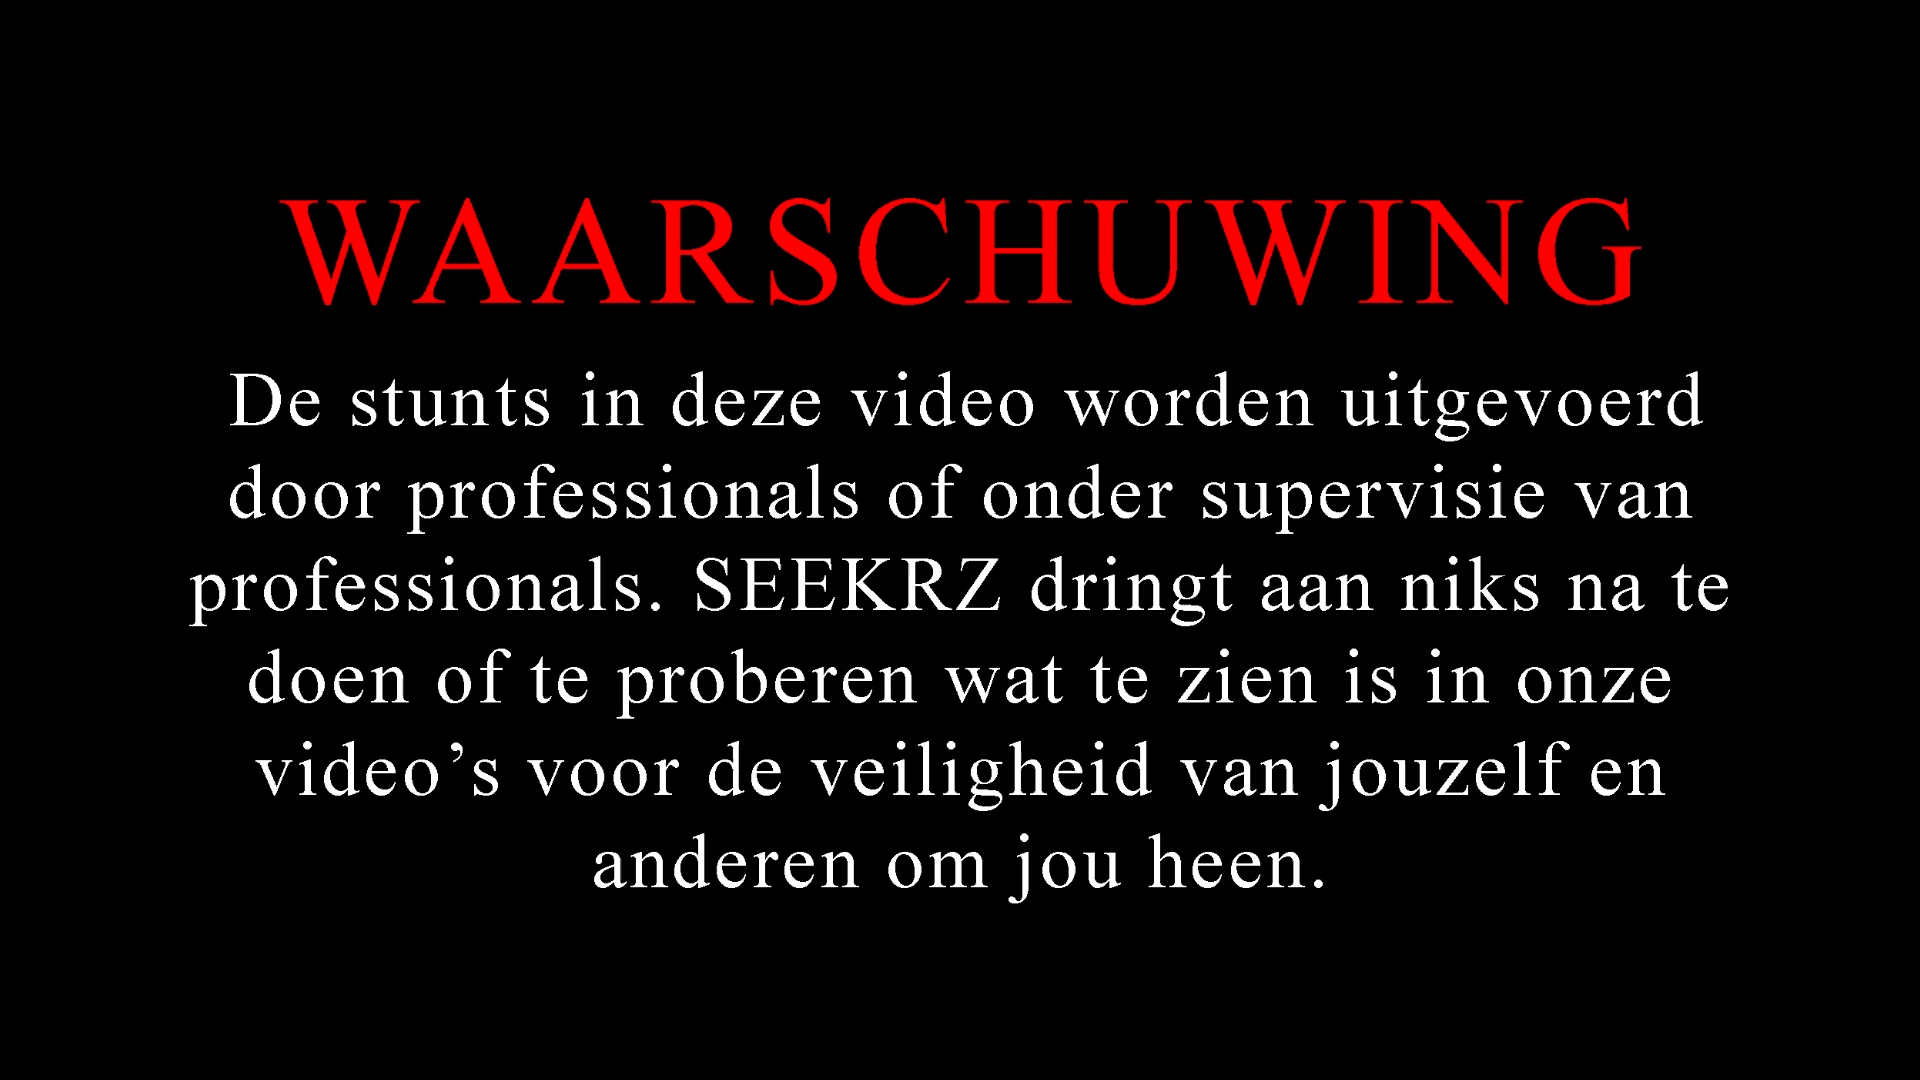 WAARSCHUWING
De stunts in deze video worden uitgevoerd
door professionals of onder supervisie van
professionals. SEEKRZ dringt aan niks na te
doen of te proberen wat te zien is in onze
video’s voor de veiligheid van jouzelf en
anderen om jou heen.